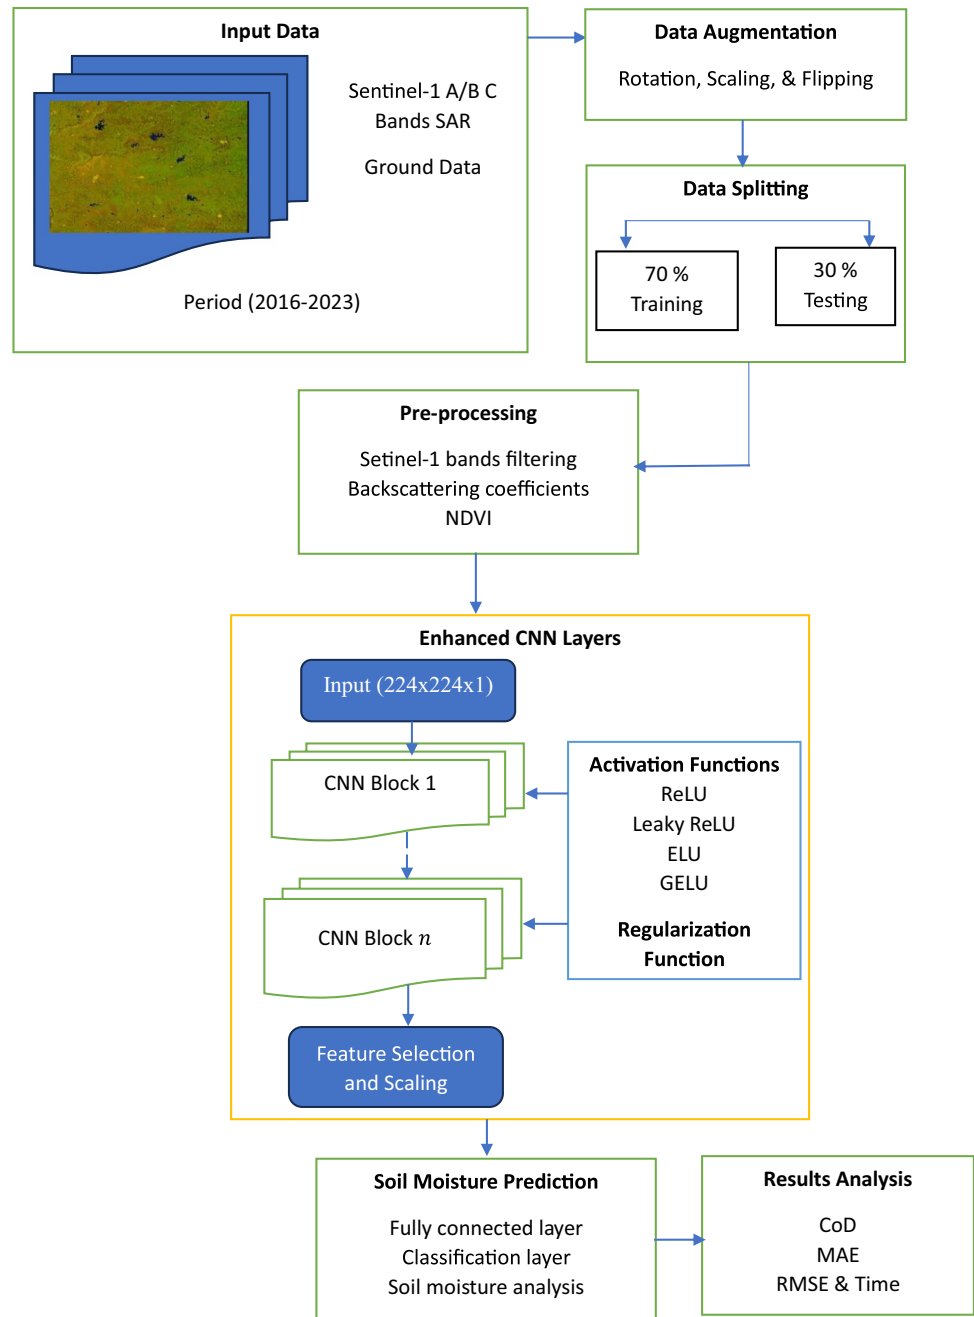 Input Data
Sentinel-1 A/B C
Bands SAR
Ground Data
Period (2016-2023)
Data Augmentation
Rotation, Scaling, & Flipping
Data Splitting
70 %
Training
30 %
Testing
Pre-processing
Setinel-1 bands filtering
Backscattering coefficients
NDVI
Enhanced CNN Layers
Input (224x224x1)
CNN Block 1
CNN Block n
Feature Selection
and Scaling
Activation Functions
ReLU
Leaky ReLU
ELU
GELU
Regularization
Function
Soil Moisture Prediction
Fully connected layer
Classification layer
Soil moisture analysis
Results Analysis
CoD
MAE
RMSE & Time